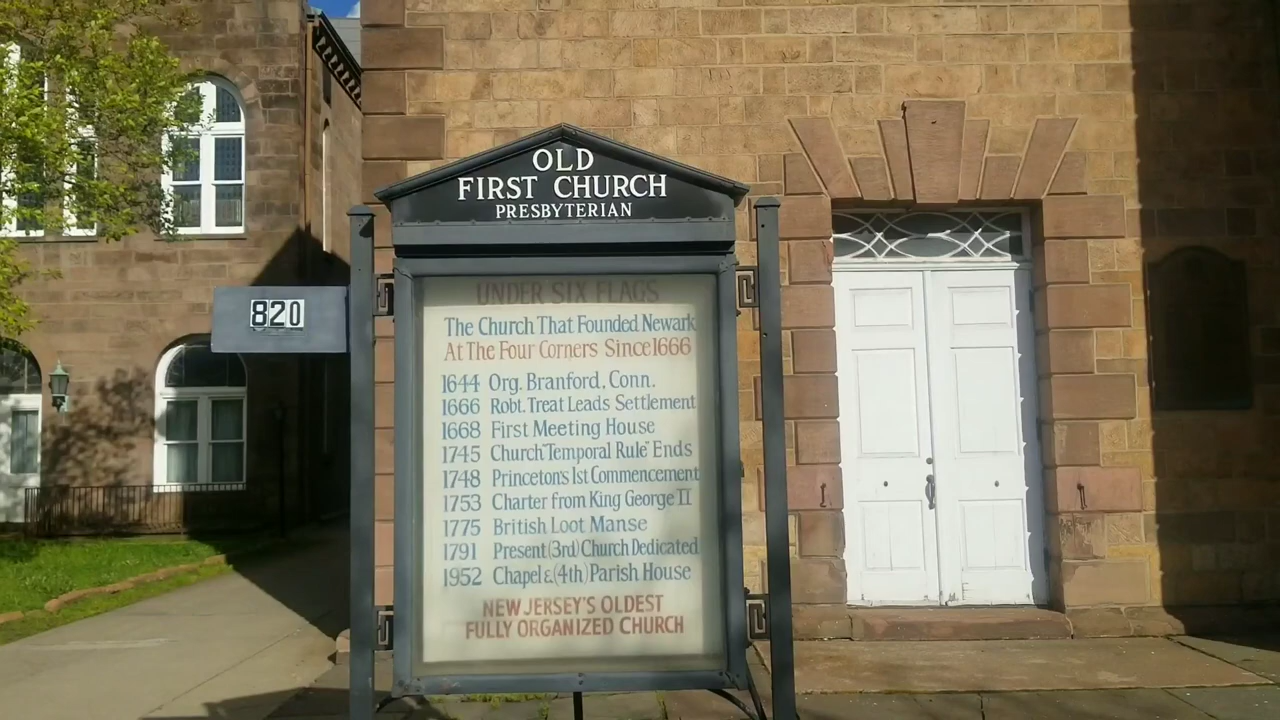 OLD
FIRST CHURCH
PRESBYTERIAN
820
UNDER SIX FLAGS
The Church That Founded Newark
At The Four Corners Since 1666
1644 Org. Branford, Conn.
1666 Robt. Treat Leads Settlement
1668 First Meeting House
1745 Church "Temporal Rule" Ends
1748 Princeton's 1st Commencement
1753 Charter from King George II
1775 British Loot Manse
1791 Present (3rd) Church Dedicated
1952 Chapel & (4th) Parish House
NEW JERSEY'S OLDEST
FULLY ORGANIZED CHURCH